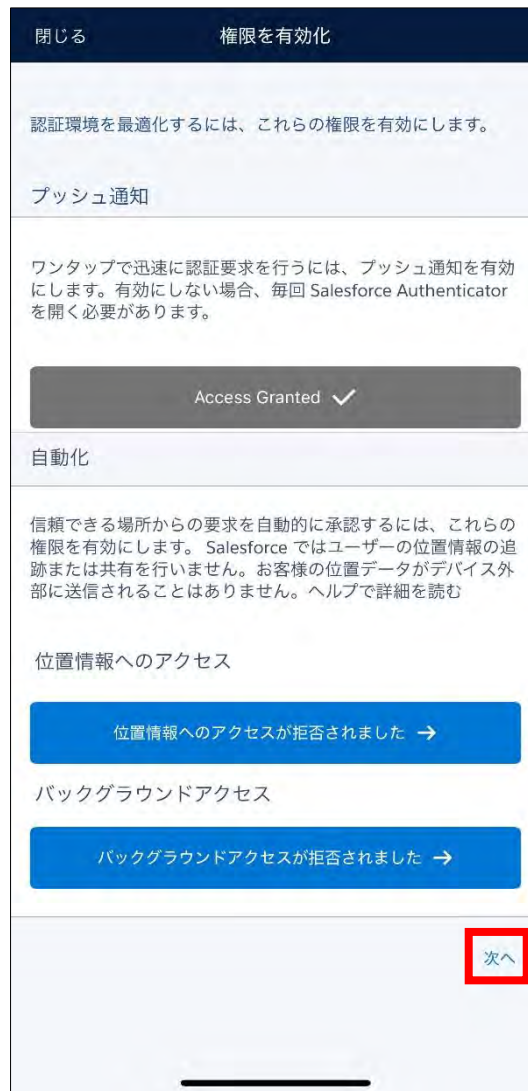 閉じる
権限を有効化
認証環境を最適化するには、これらの権限を有効にします。
プッシュ通知
ワンタップで迅速に認証要求を行うには、プッシュ通知を有効
にします。有効にしない場合、毎回 Salesforce Authenticator
を開く必要があります。
Access Granted
自動化
信頼できる場所からの要求を自動的に承認するには、これらの
権限を有効にします。 Salesforce ではユーザーの位置情報の追
跡または共有を行いません。お客様の位置データがデバイス外
部に送信されることはありません。ヘルプで詳細を読む
位置情報へのアクセス
位置情報へのアクセスが拒否されました →
バックグラウンドアクセス
バックグラウンドアクセスが拒否されました →
次へ